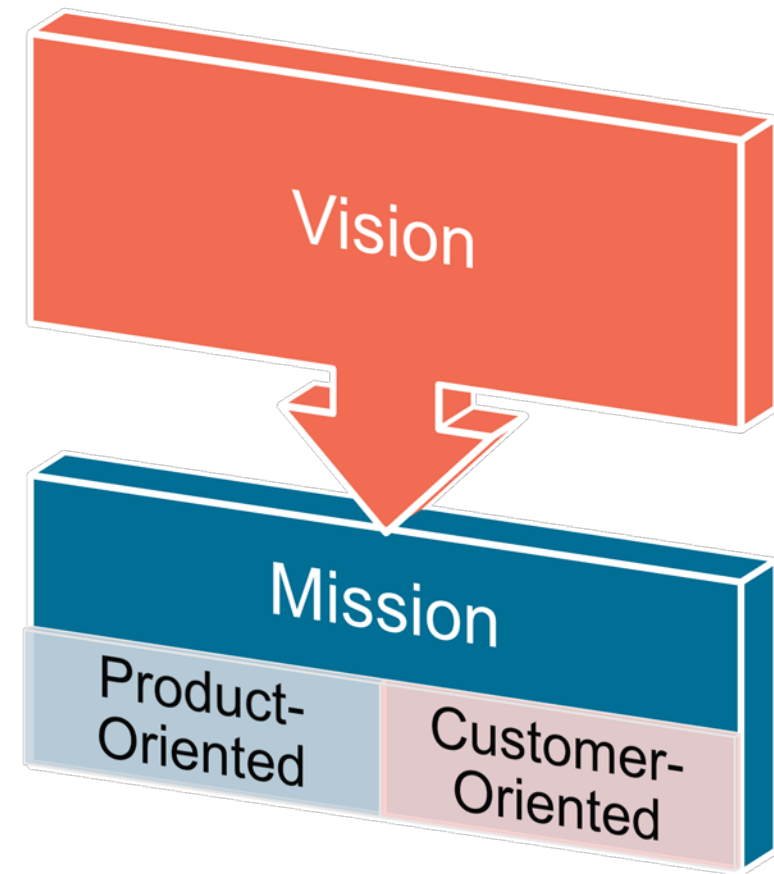 Vision
Mission
Product-
Oriented
Customer-
Oriented